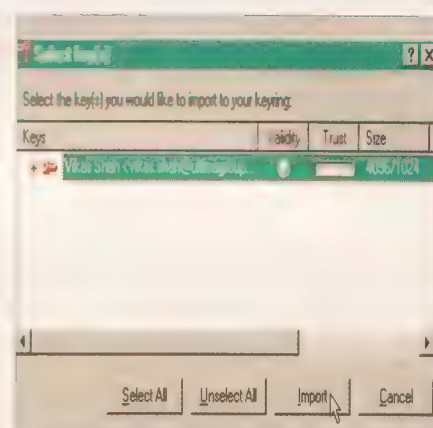 Select key(s)
Select the key(s) you would like to import to your keyring:
Keys Validity Trust Size
+ Shah 4096/1024
Select All Unselect All Import Cancel